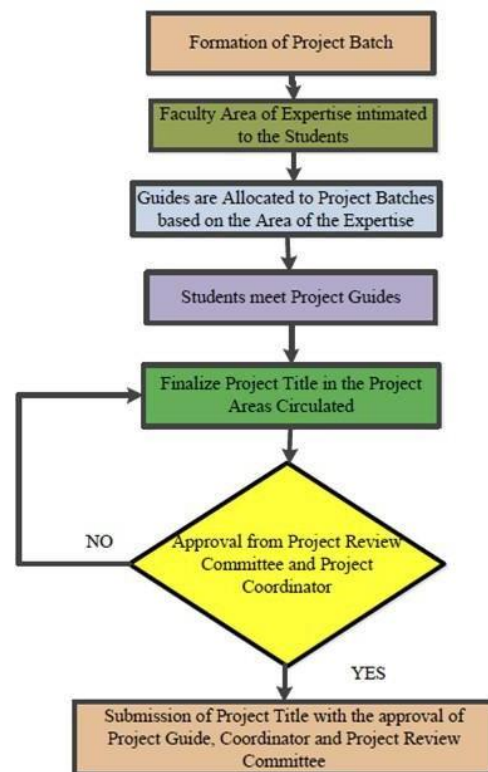 Formation of Project Batch
Faculty Area of Expertise intimated
to the Students
Guides are Allocated to Project Batches
based on the Area of the Expertise
Students meet Project Guides
Finalize Project Title in the Project
Areas Circulated
NO
Approval from Project Review
Committee and Project
Coordinator
YES
Submission of Project Title with the approval of
Project Guide, Coordinator and Project Review
Committee